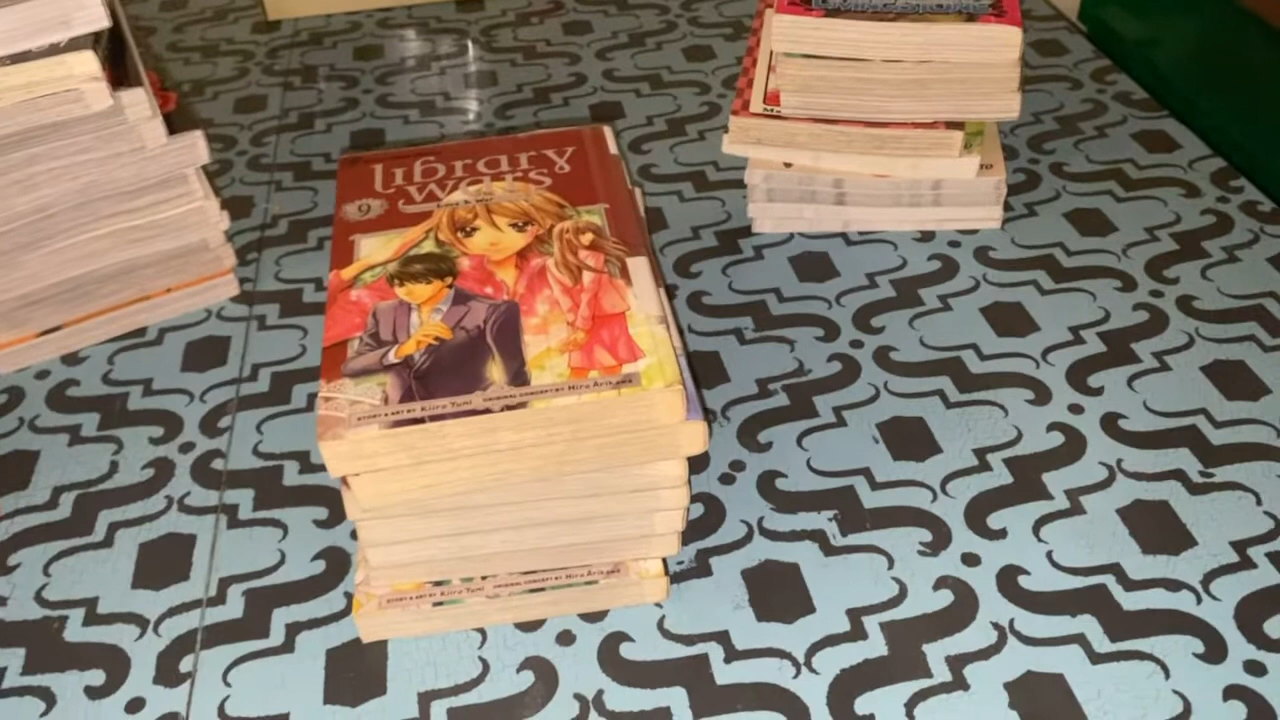 LIVINGSTONE
library
wars
9
Love & War
STORY & ART BY Kiiro Yumi ORIGINAL CONCEPT BY Hiro Arikawa
STORY & ART BY Kiiro Yumi ORIGINAL CONCEPT BY Hiro Arikawa